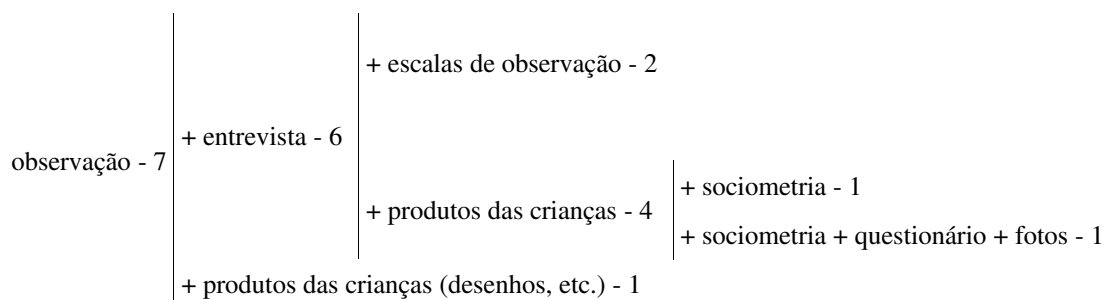 + escalas de observação - 2
+ entrevista - 6
observação - 7
+ sociometria - 1
+ produtos das crianças - 4
+ sociometria + questionário + fotos - 1
+ produtos das crianças (desenhos, etc.) - 1